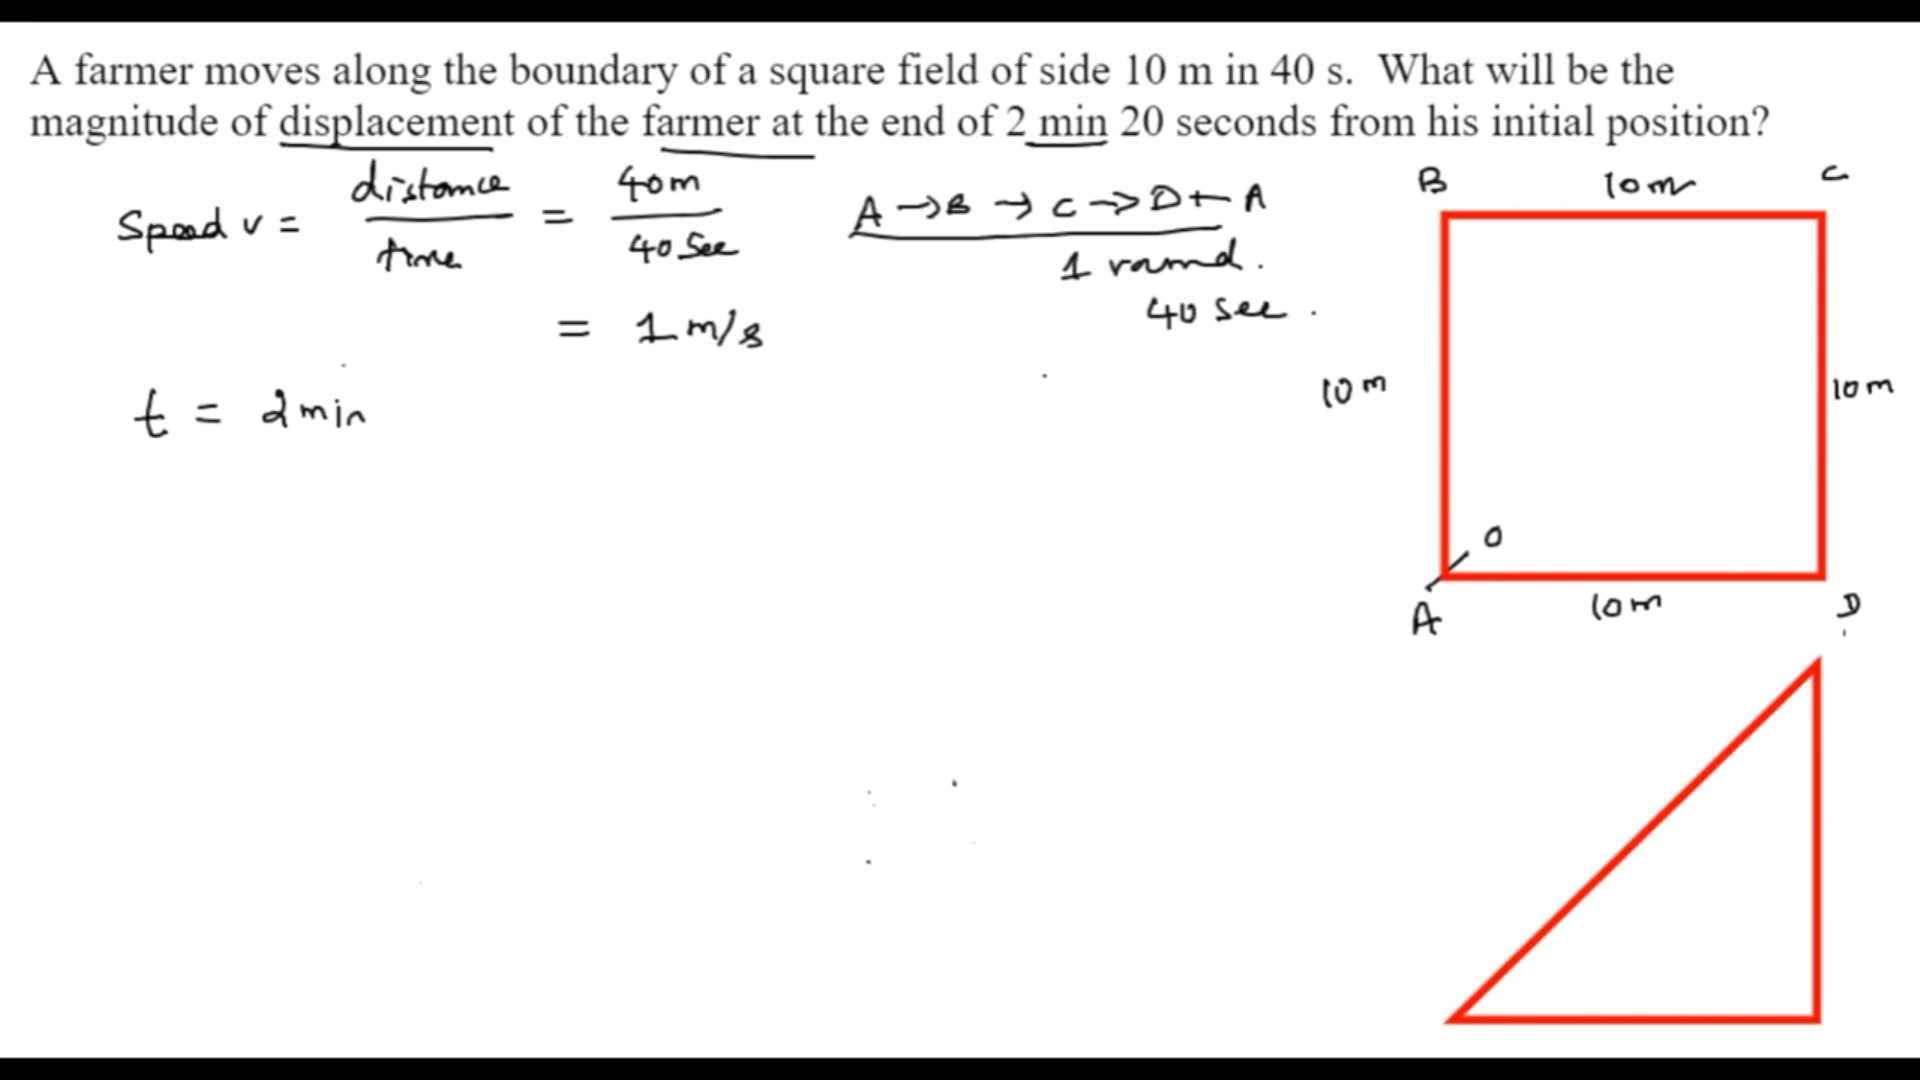 A farmer moves along the boundary of a square field of side 10 m in 40 s. What will be the
magnitude of displacement of the farmer at the end of 2 min 20 seconds from his initial position?
Speed v = distance / time = 40m / 40 Sec
= 1 m/s
A → B → C → D ← A
1 round.
40 sec.
t = 2 min
B 10m C
10m 10m
O
A 10m D